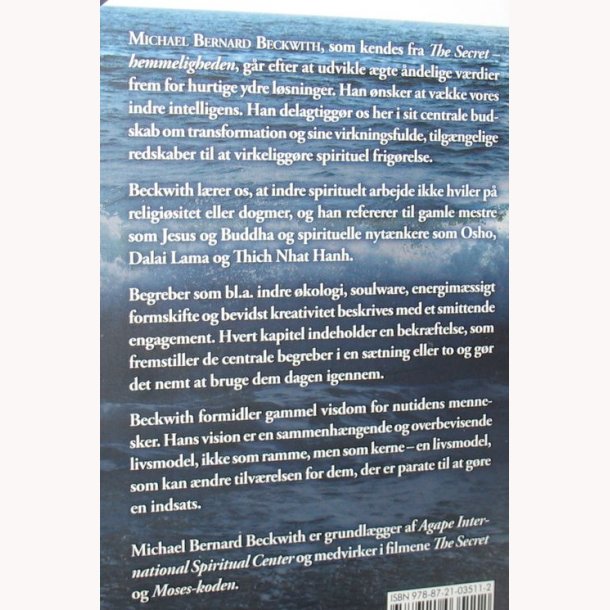 MICHAEL BERNARD BECKWITH, som kendes fra The Secret –
hemmeligheden, går efter at udvikle ægte åndelige værdier
frem for hurtige ydre løsninger. Han ønsker at vække vores
indre intelligens. Han delagtiggør os her i sit centrale bud-
skab om transformation og sine virkningsfulde, tilgængelige
redskaber til at virkeliggøre spirituel frigørelse.
Beckwith lærer os, at indre spirituelt arbejde ikke hviler på
religiøsitet eller dogmer, og han refererer til gamle mestre
som Jesus og Buddha og spirituelle nytænkere som Osho,
Dalai Lama og Thich Nhat Hanh.
Begreber som bl.a. indre økologi, soulware, energimæssigt
formskifte og bevidst kreativitet beskrives med et smittende
engagement. Hvert kapitel indeholder en bekræftelse, som
fremstiller de centrale begreber i en sætning eller to og gør
det nemt at bruge dem dagen igennem.
Beckwith formidler gammel visdom for nutidens menne-
sker. Hans vision er en sammenhængende og overbevisende
livsmodel, ikke som ramme, men som kerne – en livsmodel,
som kan ændre tilværelsen for dem, der er parate til at gøre
en indsats.
Michael Bernard Beckwith er grundlægger af Agape Inter-
national Spiritual Center og medvirker i filmene The Secret
og Moses-koden.
ISBN 978-87-21-03511-2